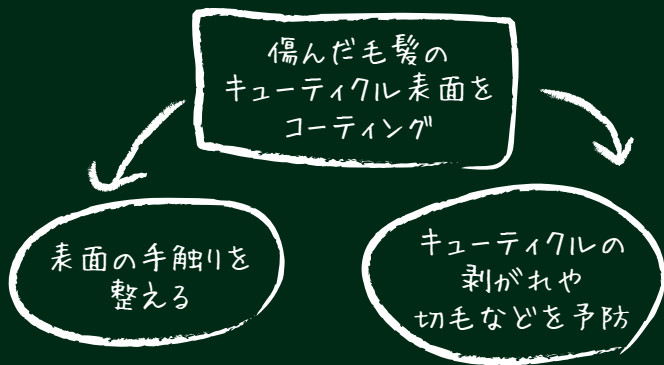 傷んだ毛髪の
キューティクル表面を
コーティング
表面の手触りを
整える
キューティクルの
剥がれや
切毛などを予防